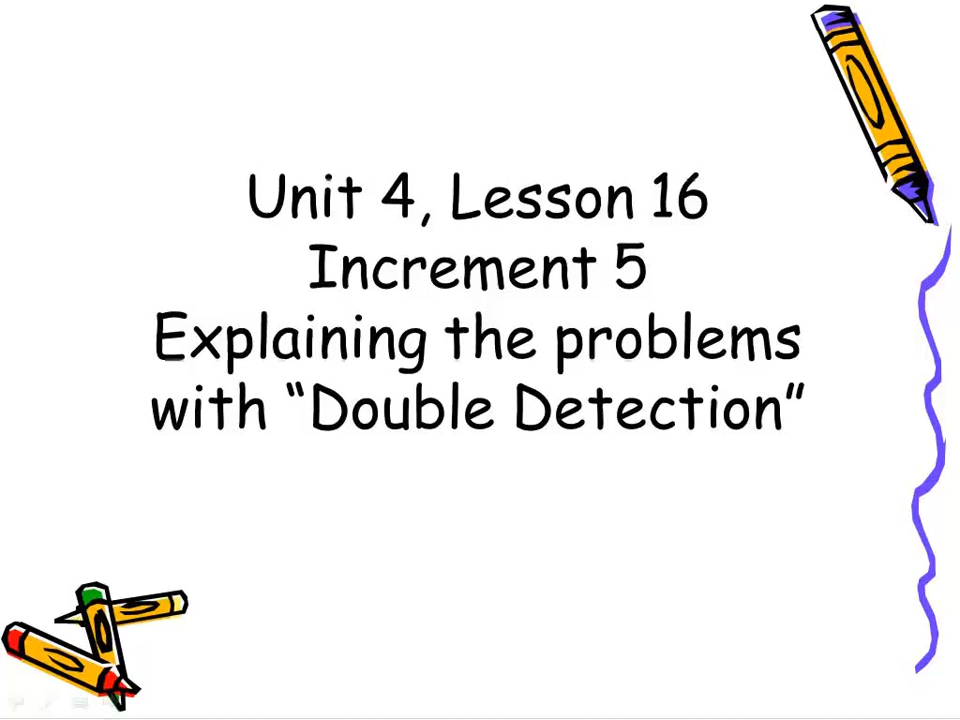 Unit 4, Lesson 16
Increment 5
Explaining the problems
with “Double Detection”